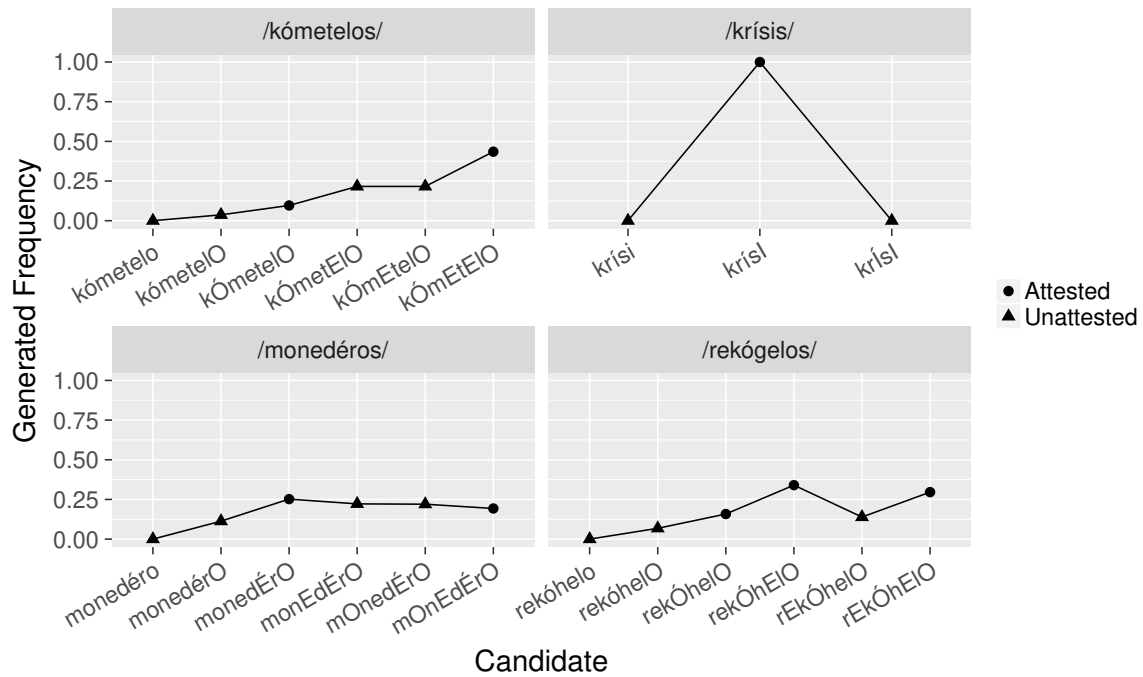 /kómetelos/
/krísis/
1.00
0.75
0.50
0.25
0.00
kómetelo
kómetelO
kÓmetelO
kÓmetElO
kÓmEtelO
kÓmEtElO
krísi
krísI
krÍsI
Attested
Unattested
/monedéros/
/rekógelos/
1.00
0.75
0.50
0.25
0.00
monedéro
monedérO
monedÉrO
monEdÉrO
mOnedÉrO
mOnEdÉrO
rekóhelo
rekóhelO
rekÓhelO
rekÓhElO
rEkÓhelO
rEkÓhElO
Generated Frequency
Candidate